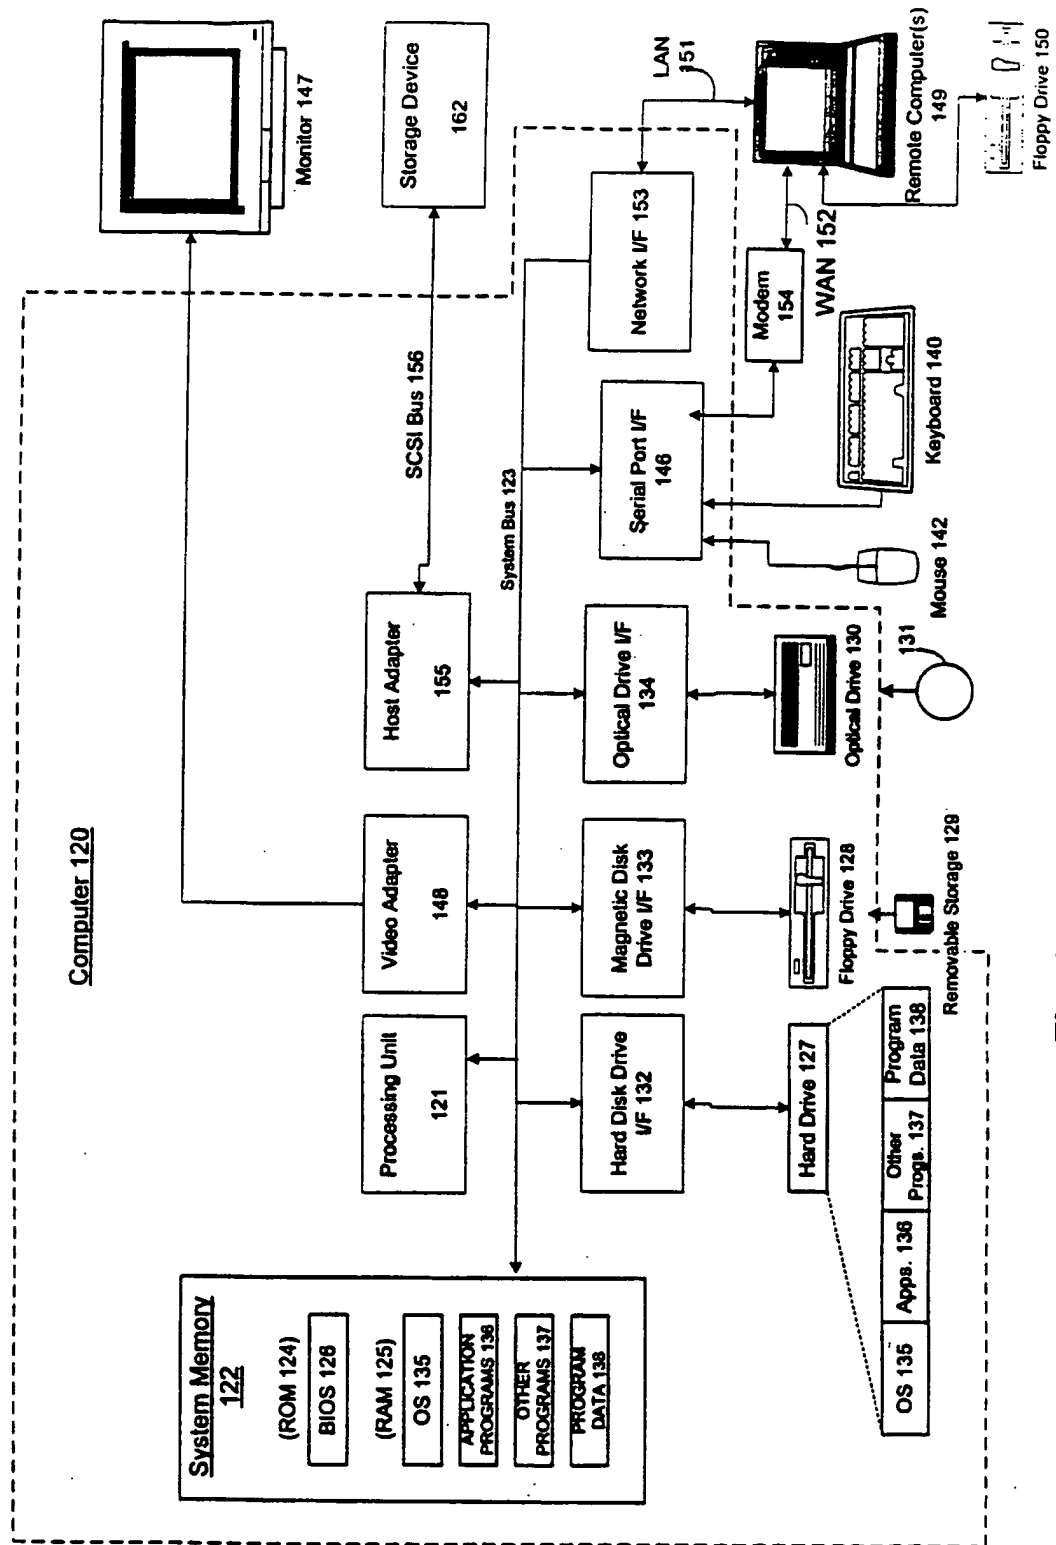 Computer 120
System Memory
122
(ROM 124)
BIOS 126
(RAM 125)
OS 135
APPLICATION
PROGRAMS 136
OTHER
PROGRAMS 137
PROGRAM
DATA 138
Processing Unit
121
Video Adapter
148
Host Adapter
155
SCSI Bus 156
Monitor 147
Storage Device
162
System Bus 123
Hard Disk Drive
I/F 132
Magnetic Disk
Drive I/F 133
Optical Drive I/F
134
Serial Port I/F
146
Network I/F 153
LAN
151
Hard Drive 127
Floppy Drive 128
Optical Drive 130
Modem
154
WAN 152
Remote Computer(s)
149
Floppy Drive 150
OS 135
Apps. 136
Other
Progs. 137
Program
Data 138
Removable Storage 129
131
Mouse 142
Keyboard 140